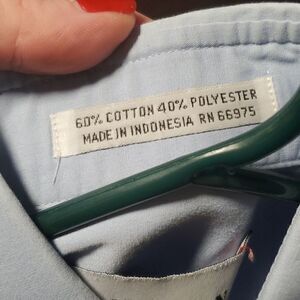 60% COTTON 40% POLYESTER
MADE IN INDONESIA RN 66975